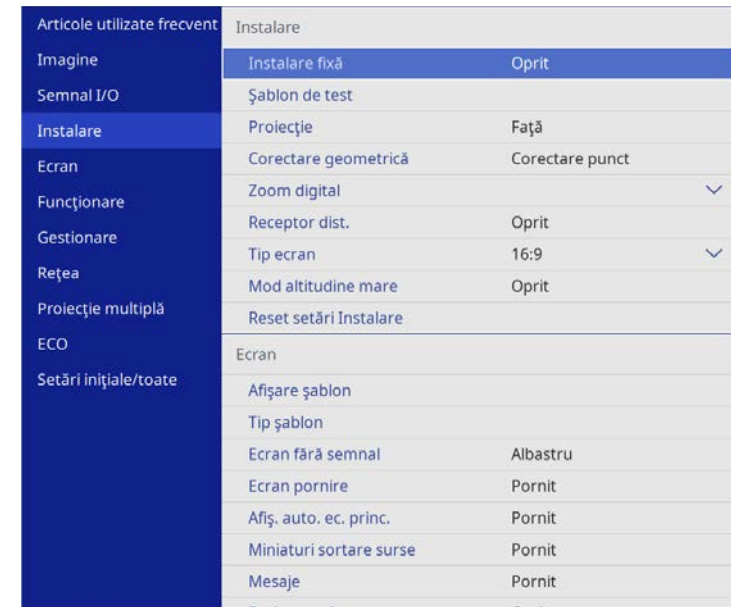 Articole utilizate frecvent
Imagine
Semnal I/O
Instalare
Ecran
Funcţionare
Gestionare
Reţea
Proiecţie multiplă
ECO
Setări iniţiale/toate
Instalare
Instalare fixă Oprit
Şablon de test
Proiecţie Faţă
Corectare geometrică Corectare punct
Zoom digital
Receptor dist. Oprit
Tip ecran 16:9
Mod altitudine mare Oprit
Reset setări Instalare
Ecran
Afişare şablon
Tip şablon
Ecran fără semnal Albastru
Ecran pornire Pornit
Afiş. auto. ec. princ. Pornit
Miniaturi sortare surse Pornit
Mesaje Pornit